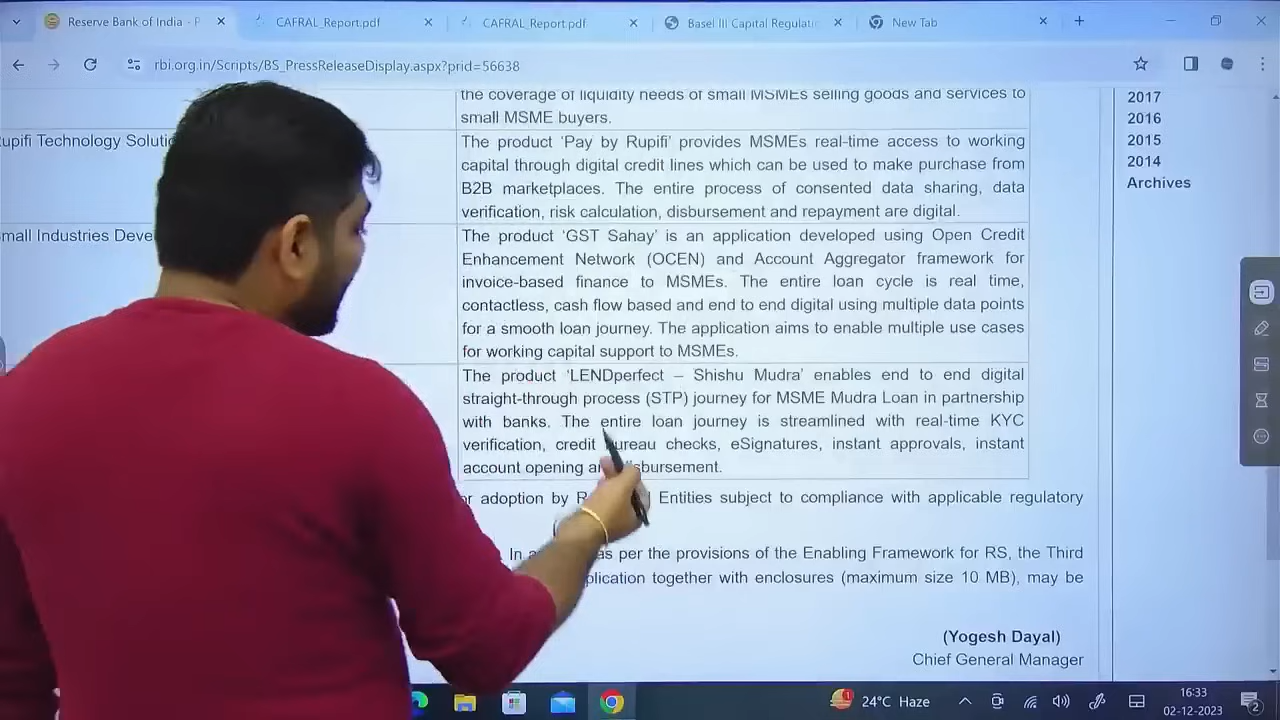 Reserve Bank of India - P
CAFRAL_Report.pdf
CAFRAL_Report.pdf
Basel III Capital Regulati
New Tab
rbi.org.in/Scripts/BS_PressReleaseDisplay.aspx?prid=56638
the coverage of liquidity needs of small MSMEs selling goods and services to
small MSME buyers.
upifi Technology Soluti
The product ‘Pay by Rupifi’ provides MSMEs real-time access to working
capital through digital credit lines which can be used to make purchase from
B2B marketplaces. The entire process of consented data sharing, data
verification, risk calculation, disbursement and repayment are digital.
mall Industries Deve
The product ‘GST Sahay’ is an application developed using Open Credit
Enhancement Network (OCEN) and Account Aggregator framework for
invoice-based finance to MSMEs. The entire loan cycle is real time,
contactless, cash flow based and end to end digital using multiple data points
for a smooth loan journey. The application aims to enable multiple use cases
for working capital support to MSMEs.
The product ‘LENDperfect – Shishu Mudra’ enables end to end digital
straight-through process (STP) journey for MSME Mudra Loan in partnership
with banks. The entire loan journey is streamlined with real-time KYC
verification, credit bureau checks, eSignatures, instant approvals, instant
account opening an disbursement.
or adoption by R Entities subject to compliance with applicable regulatory
In a as per the provisions of the Enabling Framework for RS, the Third
plication together with enclosures (maximum size 10 MB), may be
(Yogesh Dayal)
Chief General Manager
2017
2016
2015
2014
Archives
24°C Haze
16:33
02-12-2023